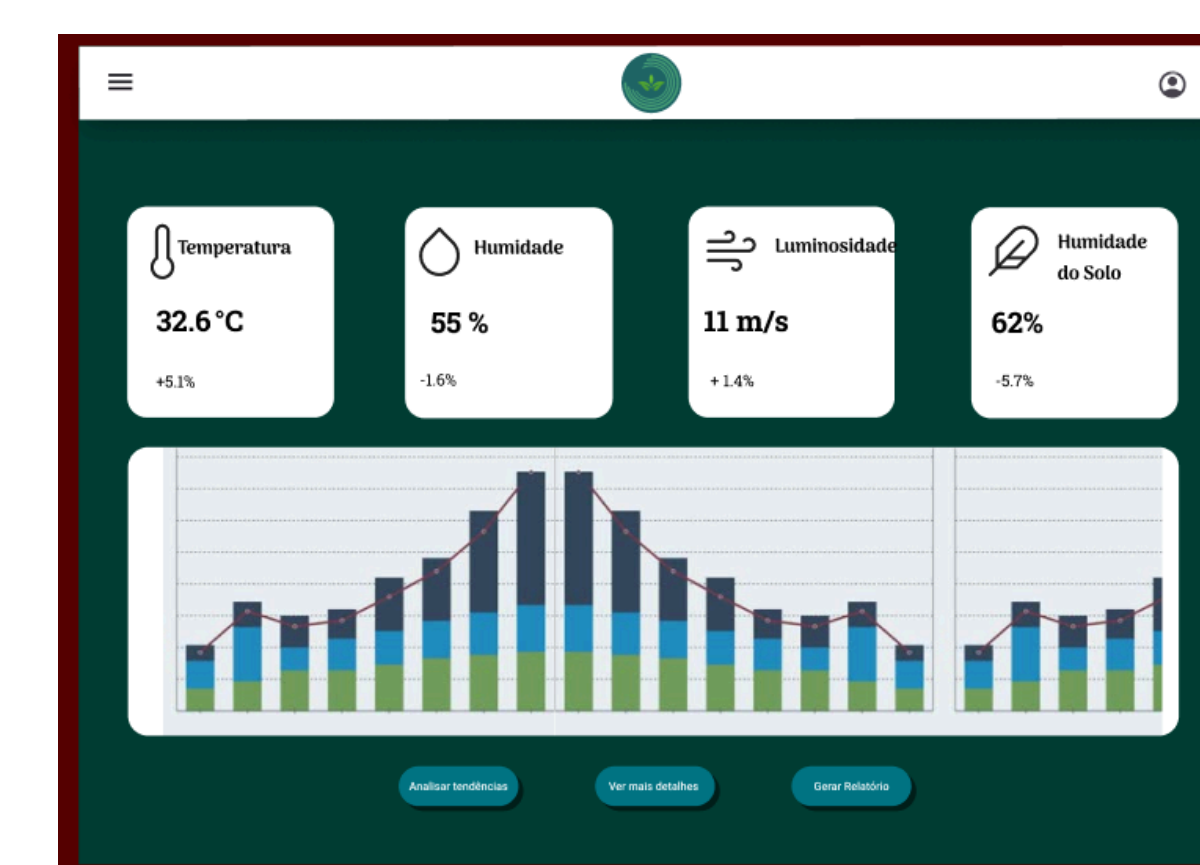 Temperatura
32.6 °C
+5.1%
Humidade
55 %
-1.6%
Luminosidade
11 m/s
+ 1.4%
Humidade
do Solo
62%
-5.7%
Analisar tendências
Ver mais detalhes
Gerar Relatório